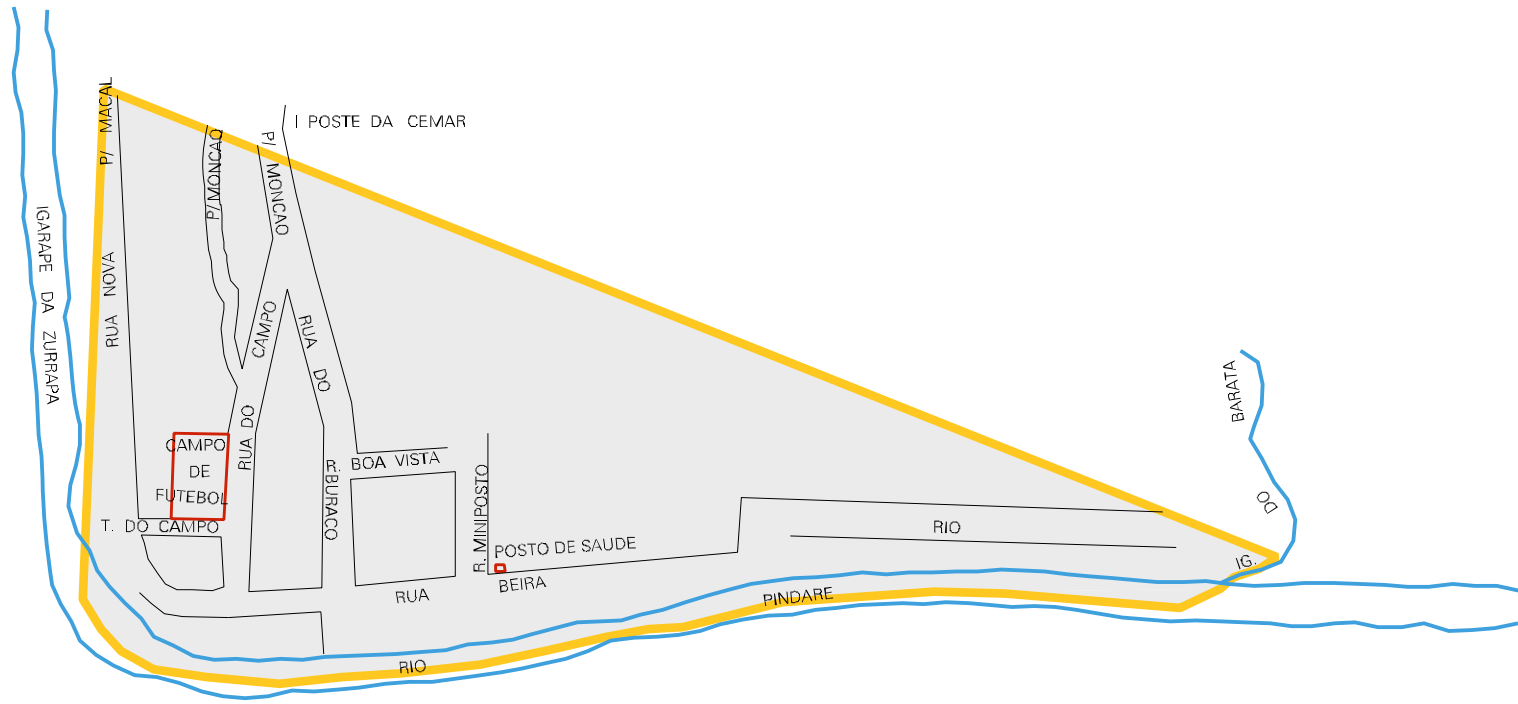 P/ MACAL
P/MONCAO
P/ MONCAO
I POSTE DA CEMAR
IGARAPE DA ZURRAPA
RUA NOVA
RUA DO CAMPO
RUA DO BURACO
CAMPO
DE
FUTEBOL
T. DO CAMPO
R. BOA VISTA
R. MINIPOSTO
POSTO DE SAUDE
RUA BEIRA RIO
RIO PINDARE
IG. DO BARATA